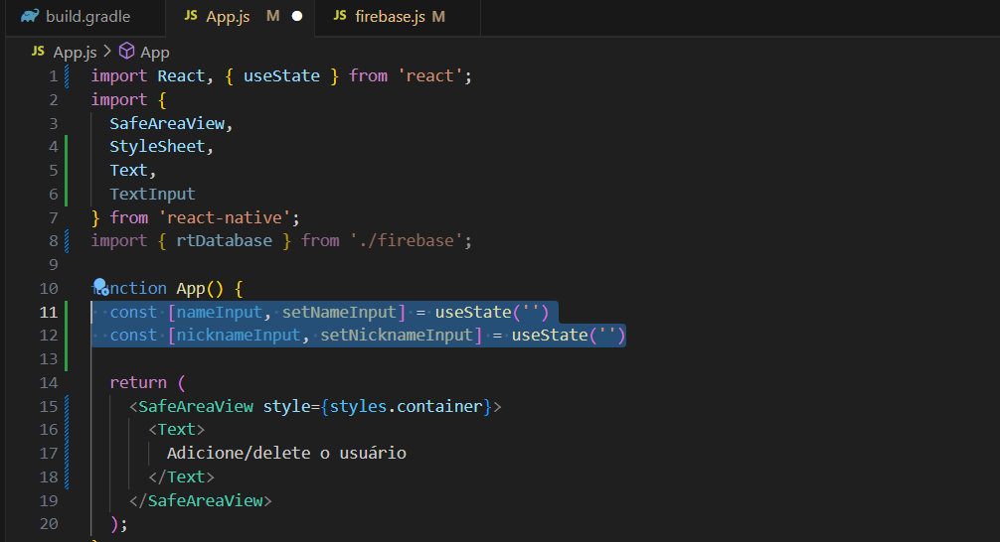 build.gradle JS App.js M JS firebase.js M
JS App.js > App
1 import React, { useState } from 'react';
2 import {
3 SafeAreaView,
4 StyleSheet,
5 Text,
6 TextInput
7 } from 'react-native';
8 import { rtDatabase } from './firebase';
9
10 function App() {
11 const [nameInput, setNameInput] = useState('')
12 const [nicknameInput, setNicknameInput] = useState('')
13
14 return (
15 <SafeAreaView style={styles.container}>
16 <Text>
17 Adicione/delete o usuário
18 </Text>
19 </SafeAreaView>
20 );